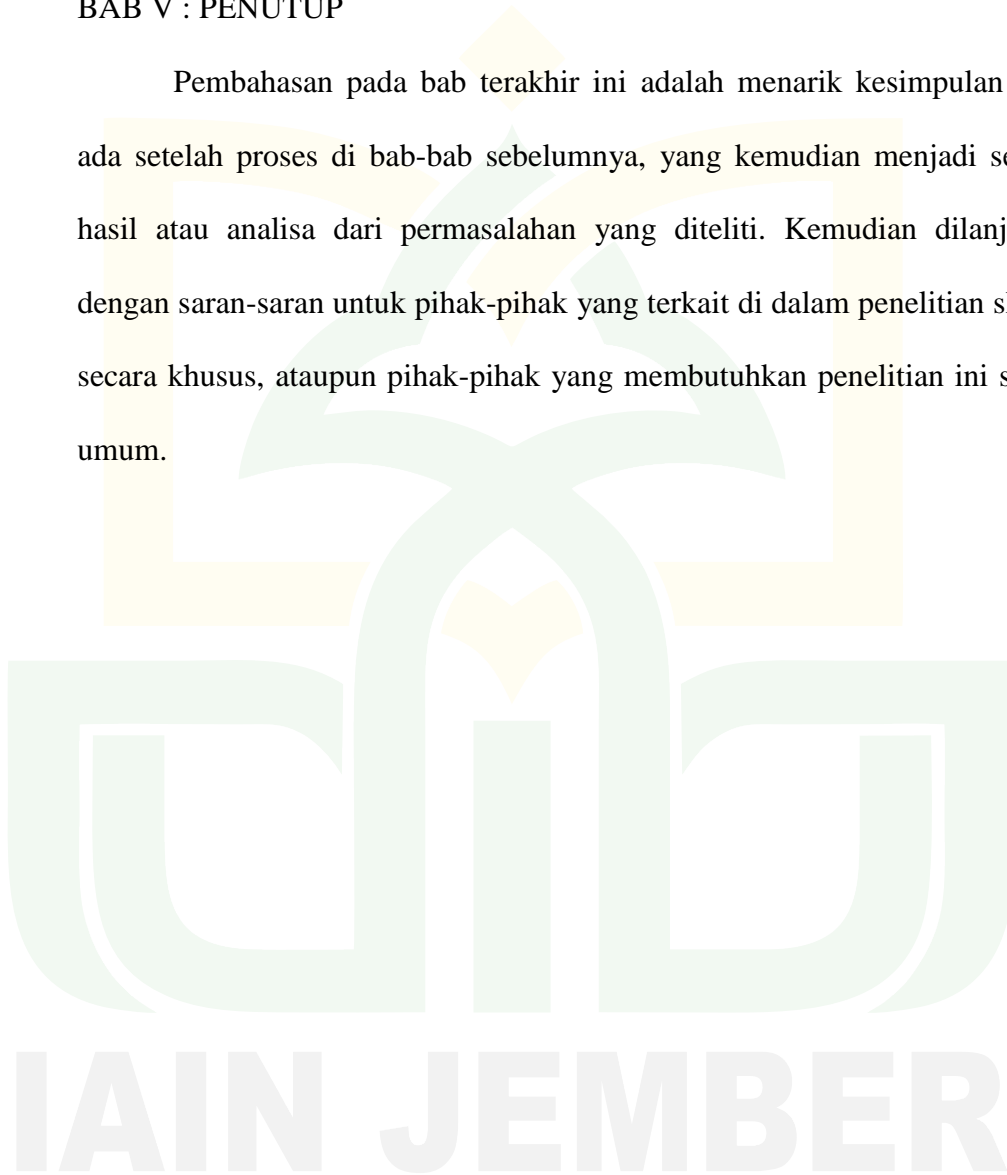 BAB V : PENUTUP
Pembahasan pada bab terakhir ini adalah menarik kesimpulan
ada setelah proses di bab-bab sebelumnya, yang kemudian menjadi
hasil atau analisa dari permasalahan yang diteliti. Kemudian
dengan saran-saran untuk pihak-pihak yang terkait di dalam penelitian
secara khusus, ataupun pihak-pihak yang membutuhkan penelitian ini
umum.
IAIN JEMBER